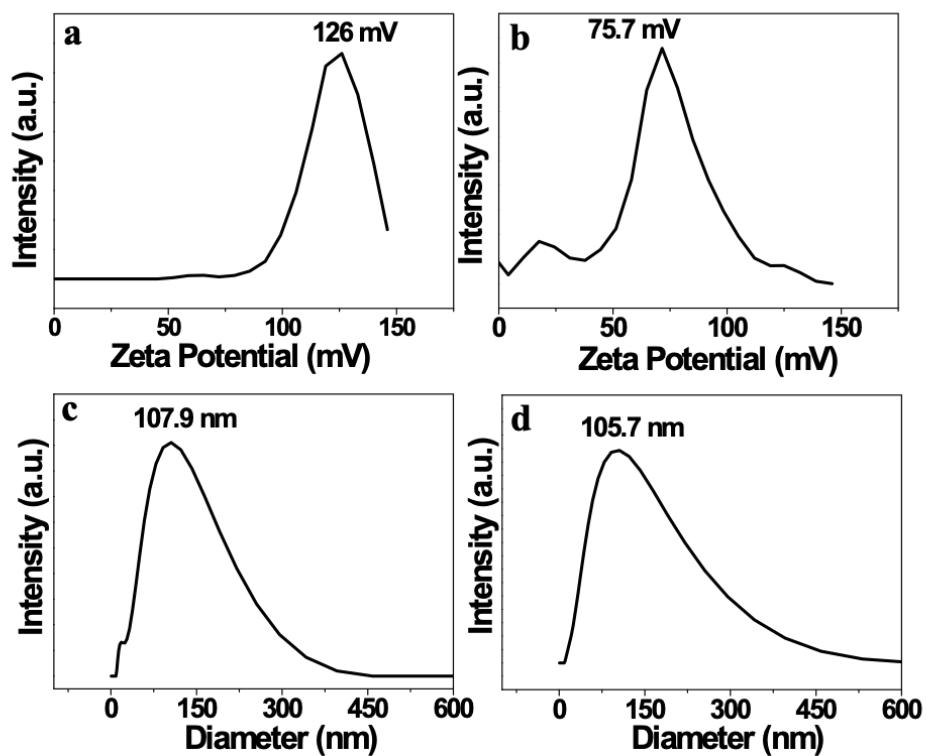 a
126 mV
Intensity (a.u.)
0 50 100 150
Zeta Potential (mV)
b
75.7 mV
Intensity (a.u.)
0 50 100 150
Zeta Potential (mV)
c
107.9 nm
Intensity (a.u.)
0 150 300 450 600
Diameter (nm)
d
105.7 nm
Intensity (a.u.)
0 150 300 450 600
Diameter (nm)